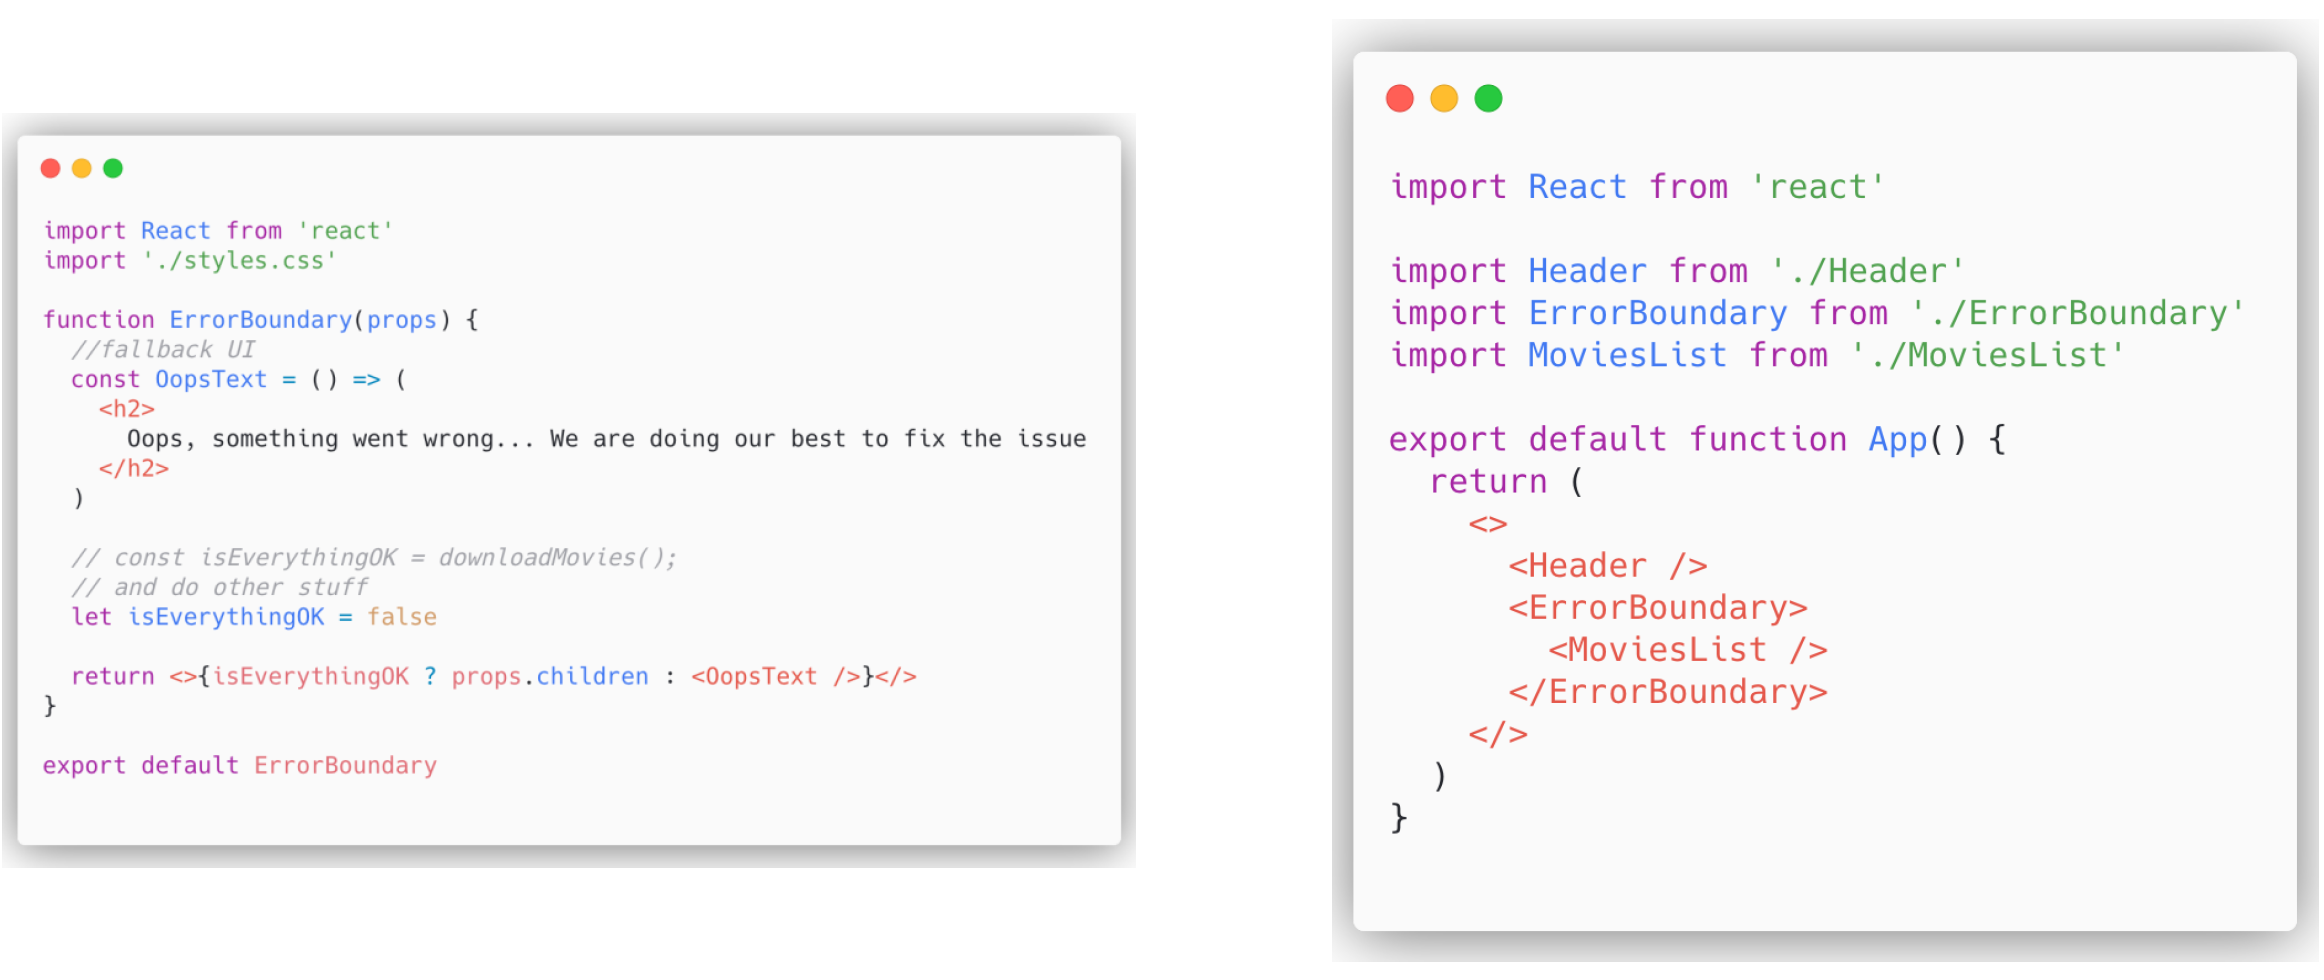 import React from 'react'
import './styles.css'
function ErrorBoundary(props) {
//fallback UI
const OopsText = () => (
<h2>
Oops, something went wrong... We are doing our best to fix the issue
</h2>
)
// const isEverythingOK = downloadMovies();
// and do other stuff
let isEverythingOK = false
return <>{isEverythingOK ? props.children : <OopsText />}</>
}
export default ErrorBoundary
import React from 'react'
import Header from './Header'
import ErrorBoundary from './ErrorBoundary'
import MoviesList from './MoviesList'
export default function App() {
return (
<>
<Header />
<ErrorBoundary>
<MoviesList />
</ErrorBoundary>
</>
)
}